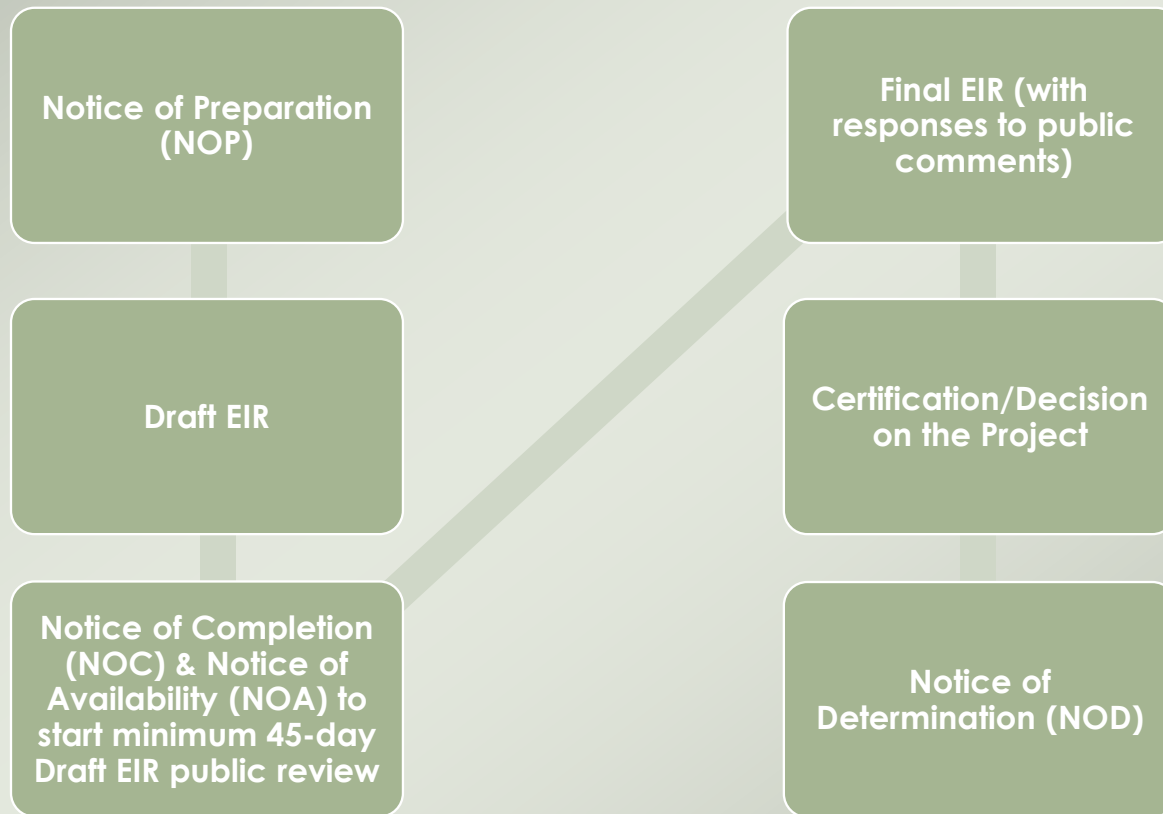 Notice of Preparation
(NOP)
Draft EIR
Notice of Completion
(NOC) & Notice of
Availability (NOA) to
start minimum 45-day
Draft EIR public review
Final EIR (with
responses to public
comments)
Certification/Decision
on the Project
Notice of
Determination (NOD)